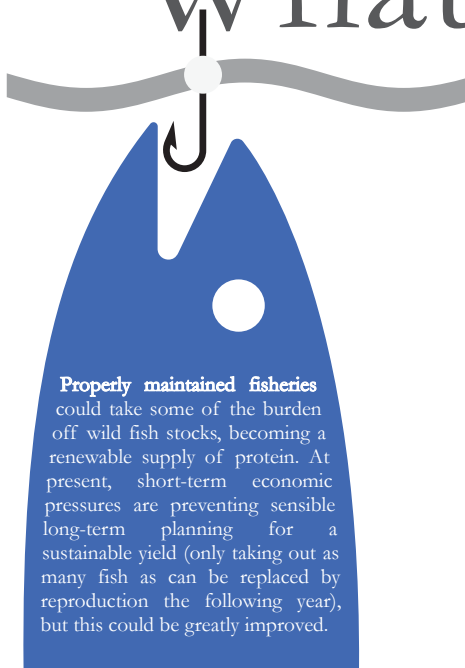 What
Properly maintained fisheries
could take some of the burden
off wild fish stocks, becoming a
renewable supply of protein. At
present, short-term economic
pressures are preventing sensible
long-term planning for a
sustainable yield (only taking out as
many fish as can be replaced by
reproduction the following year),
but this could be greatly improved.